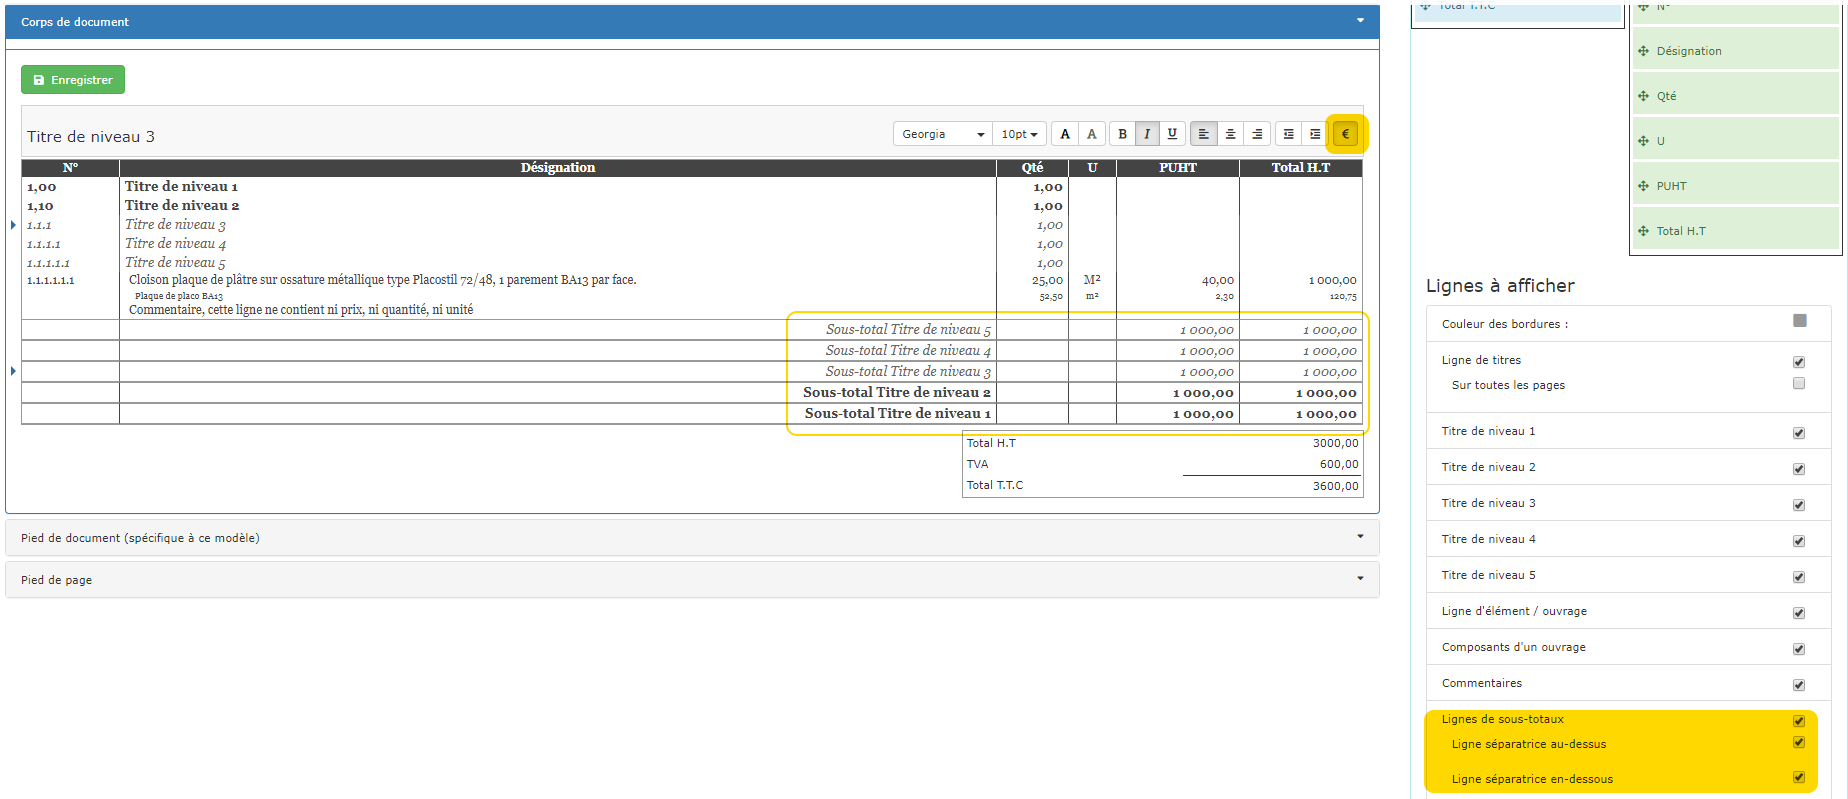 Corps de document
Enregistrer
Titre de niveau 3
Georgia 10pt A A B I U €
N° Désignation Qté U PUHT Total H.T
1,00 Titre de niveau 1 1,00
1,10 Titre de niveau 2 1,00
1.1.1 Titre de niveau 3 1,00
1.1.1.1 Titre de niveau 4 1,00
1.1.1.1.1 Titre de niveau 5 1,00
1.1.1.1.1.1 Cloison plaque de plâtre sur ossature métallique type Placostil 72/48, 1 parement BA13 par face. 25,00 M² 40,00 1 000,00
Plaque de placo BA13 52,50 m² 2,30 120,75
Commentaire, cette ligne ne contient ni prix, ni quantité, ni unité
Sous-total Titre de niveau 5 1 000,00 1 000,00
Sous-total Titre de niveau 4 1 000,00 1 000,00
Sous-total Titre de niveau 3 1 000,00 1 000,00
Sous-total Titre de niveau 2 1 000,00 1 000,00
Sous-total Titre de niveau 1 1 000,00 1 000,00
Total H.T 3000,00
TVA 600,00
Total T.T.C 3600,00
Pied de document (spécifique à ce modèle)
Pied de page
Total T.T.C
N°
Désignation
Qté
U
PUHT
Total H.T
Lignes à afficher
Couleur des bordures :
Ligne de titres
Sur toutes les pages
Titre de niveau 1
Titre de niveau 2
Titre de niveau 3
Titre de niveau 4
Titre de niveau 5
Ligne d'élément / ouvrage
Composants d'un ouvrage
Commentaires
Lignes de sous-totaux
Ligne séparatrice au-dessus
Ligne séparatrice en-dessous